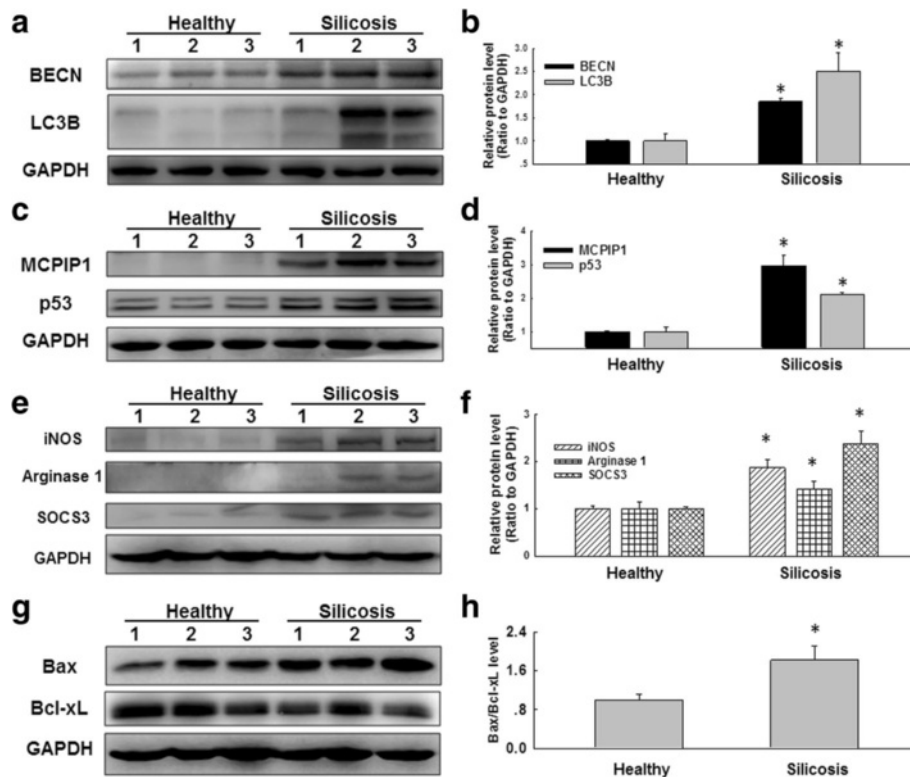 a
Healthy Silicosis
1 2 3 1 2 3
BECN
LC3B
GAPDH
b
Relative protein level
(Ratio to GAPDH)
3.0
2.5
2.0
1.5
1.0
.5
BECN
LC3B
* *
Healthy Silicosis
c
Healthy Silicosis
1 2 3 1 2 3
MCPIP1
p53
GAPDH
d
Relative protein level
(Ratio to GAPDH)
4
3
2
1
MCPIP1
p53
* *
Healthy Silicosis
e
Healthy Silicosis
1 2 3 1 2 3
iNOS
Arginase 1
SOCS3
GAPDH
f
Relative protein level
(Ratio to GAPDH)
3
2
1
0
iNOS
Arginase 1
SOCS3
* * *
Healthy Silicosis
g
Healthy Silicosis
1 2 3 1 2 3
Bax
Bcl-xL
GAPDH
h
Bax/Bcl-xL level
2.4
1.6
.8
0.0
*
Healthy Silicosis